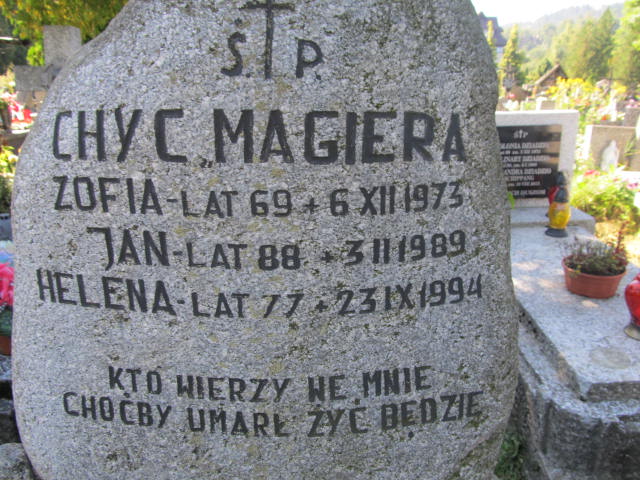 Ś. P.
CHYC „MAGIERA
ZOFIA - LAT 69 + 6 XII 1973
JAN - LAT 88 + 3 II 1989
HELENA - LAT 77 + 23 IX 1994
KTO WIERZY WE MNIE
CHOĆBY UMARŁ ŻYĆ BĘDZIE